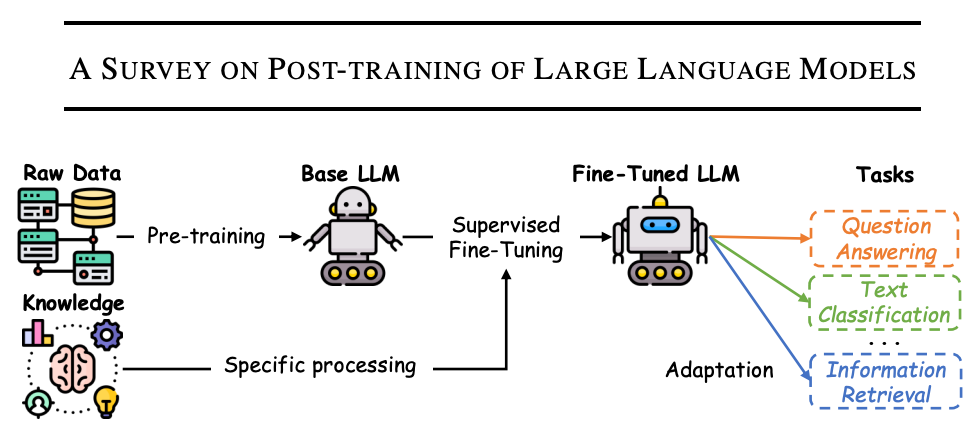 A SURVEY ON POST-TRAINING OF LARGE LANGUAGE MODELS
Raw Data
Base LLM
Fine-Tuned LLM
Tasks
Pre-training
Supervised
Fine-Tuning
Question
Answering
Text
Classification
. . .
Knowledge
Specific processing
Adaptation
Information
Retrieval